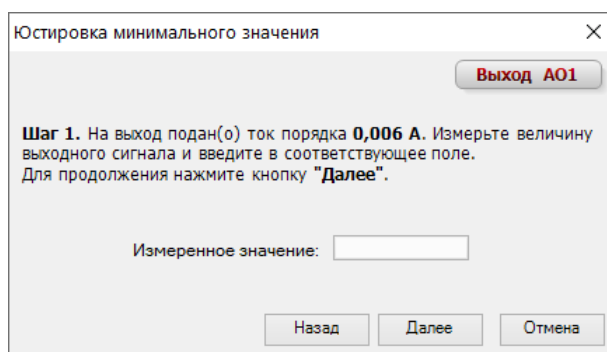 Юстировка минимального значения
Выход АО1
Шаг 1. На выход подан(о) ток порядка 0,006 А. Измерьте величину
выходного сигнала и введите в соответствующее поле.
Для продолжения нажмите кнопку "Далее".
Измеренное значение:
Назад Далее Отмена